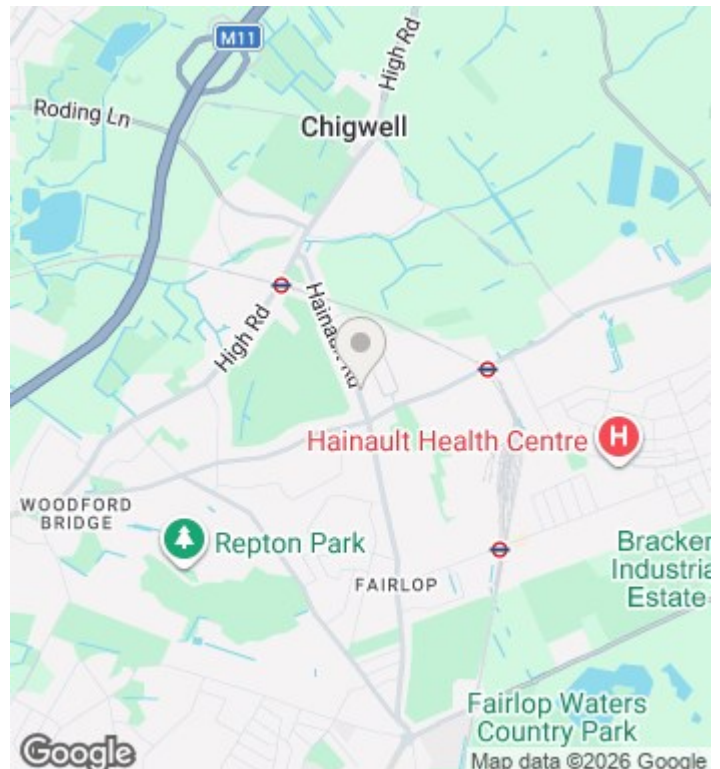 M11
High Rd
Roding Ln
Chigwell
Hainault Rd
High Rd
Hainault Health Centre
H
WOODFORD
BRIDGE
Repton Park
Bracken
Industria
Estate
FAIRLOP
Fairlop Waters
Country Park
Google
Map data ©2026 Google